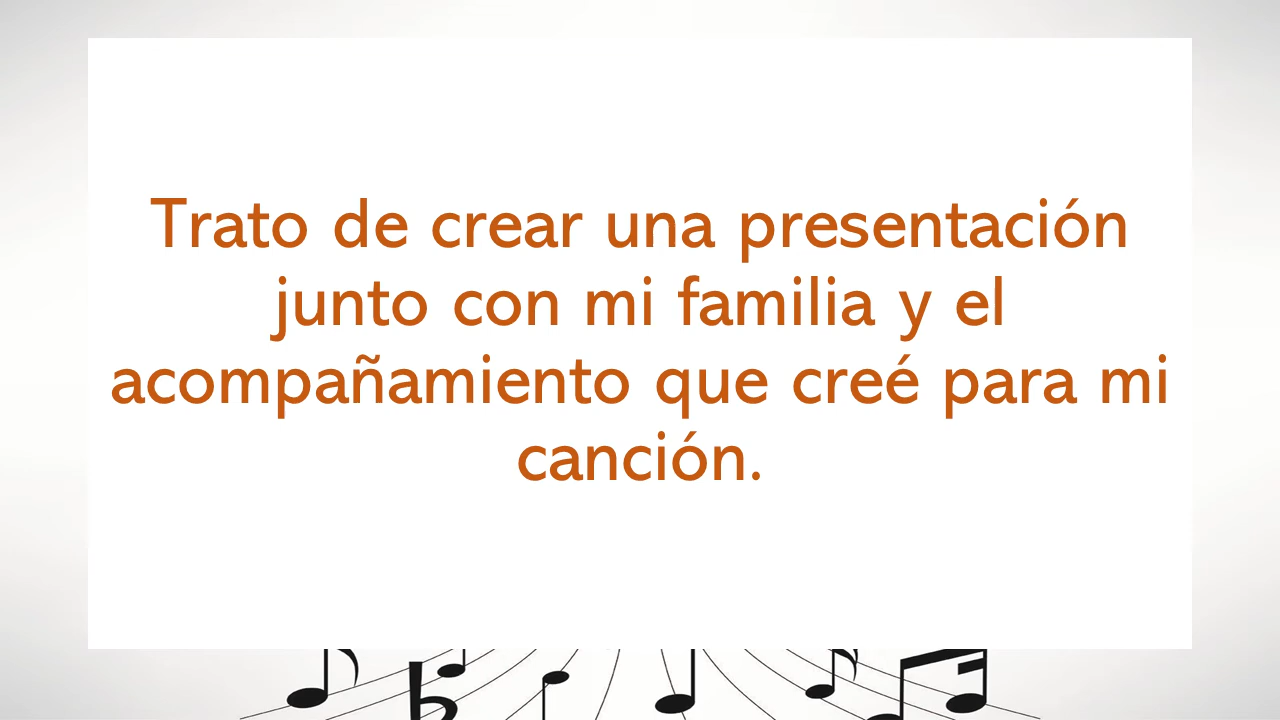 Trato de crear una presentación
junto con mi familia y el
acompañamiento que creé para mi
canción.